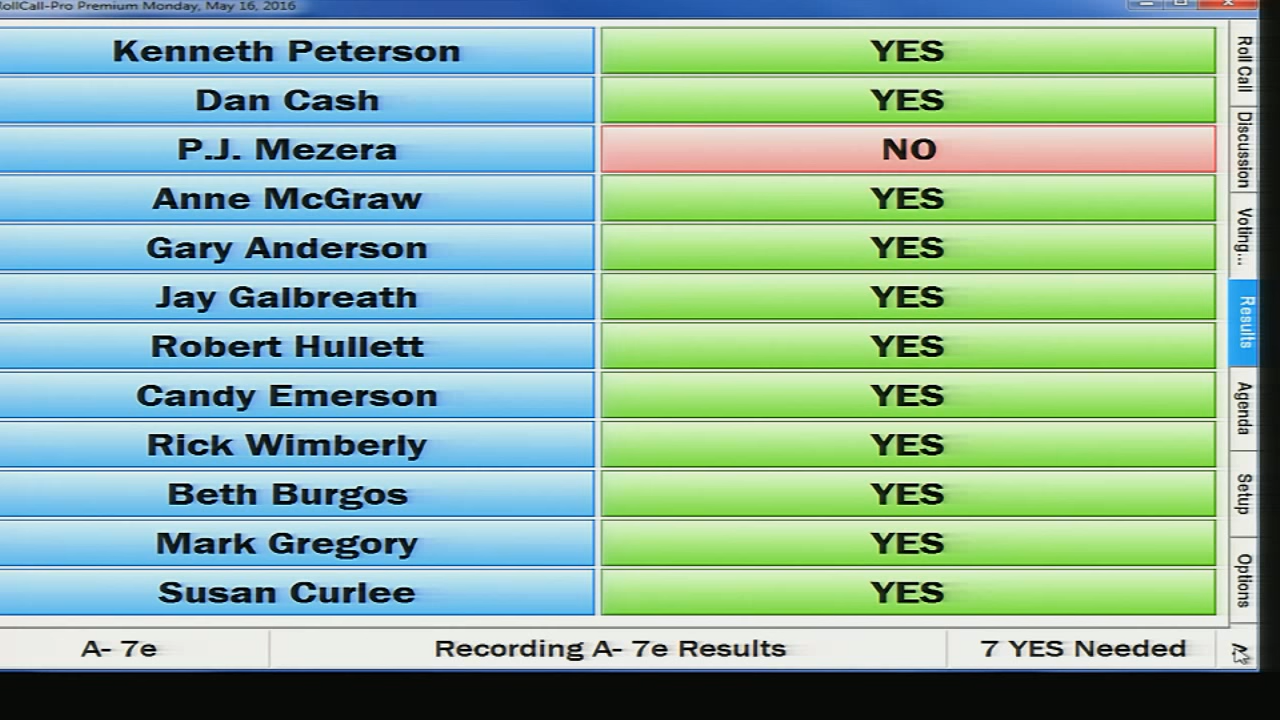 RollCall-Pro Premium Monday, May 16, 2016
Kenneth Peterson YES
Dan Cash YES
P.J. Mezera NO
Anne McGraw YES
Gary Anderson YES
Jay Galbreath YES
Robert Hullett YES
Candy Emerson YES
Rick Wimberly YES
Beth Burgos YES
Mark Gregory YES
Susan Curlee YES
A- 7e Recording A- 7e Results 7 YES Needed
Roll Call
Discussion
Voting...
Results
Agenda
Setup
Options